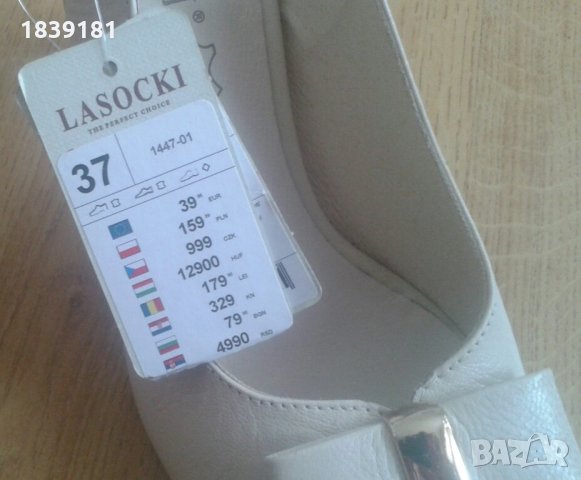 1839181
®
LASOCKI
THE PERFECT CHOICE
37
1447-01
39 EUR
159 PLN
999 CZK
12900 HUF
179 LEI
329 KN
79 BGN
4990 RSD
BAZAR